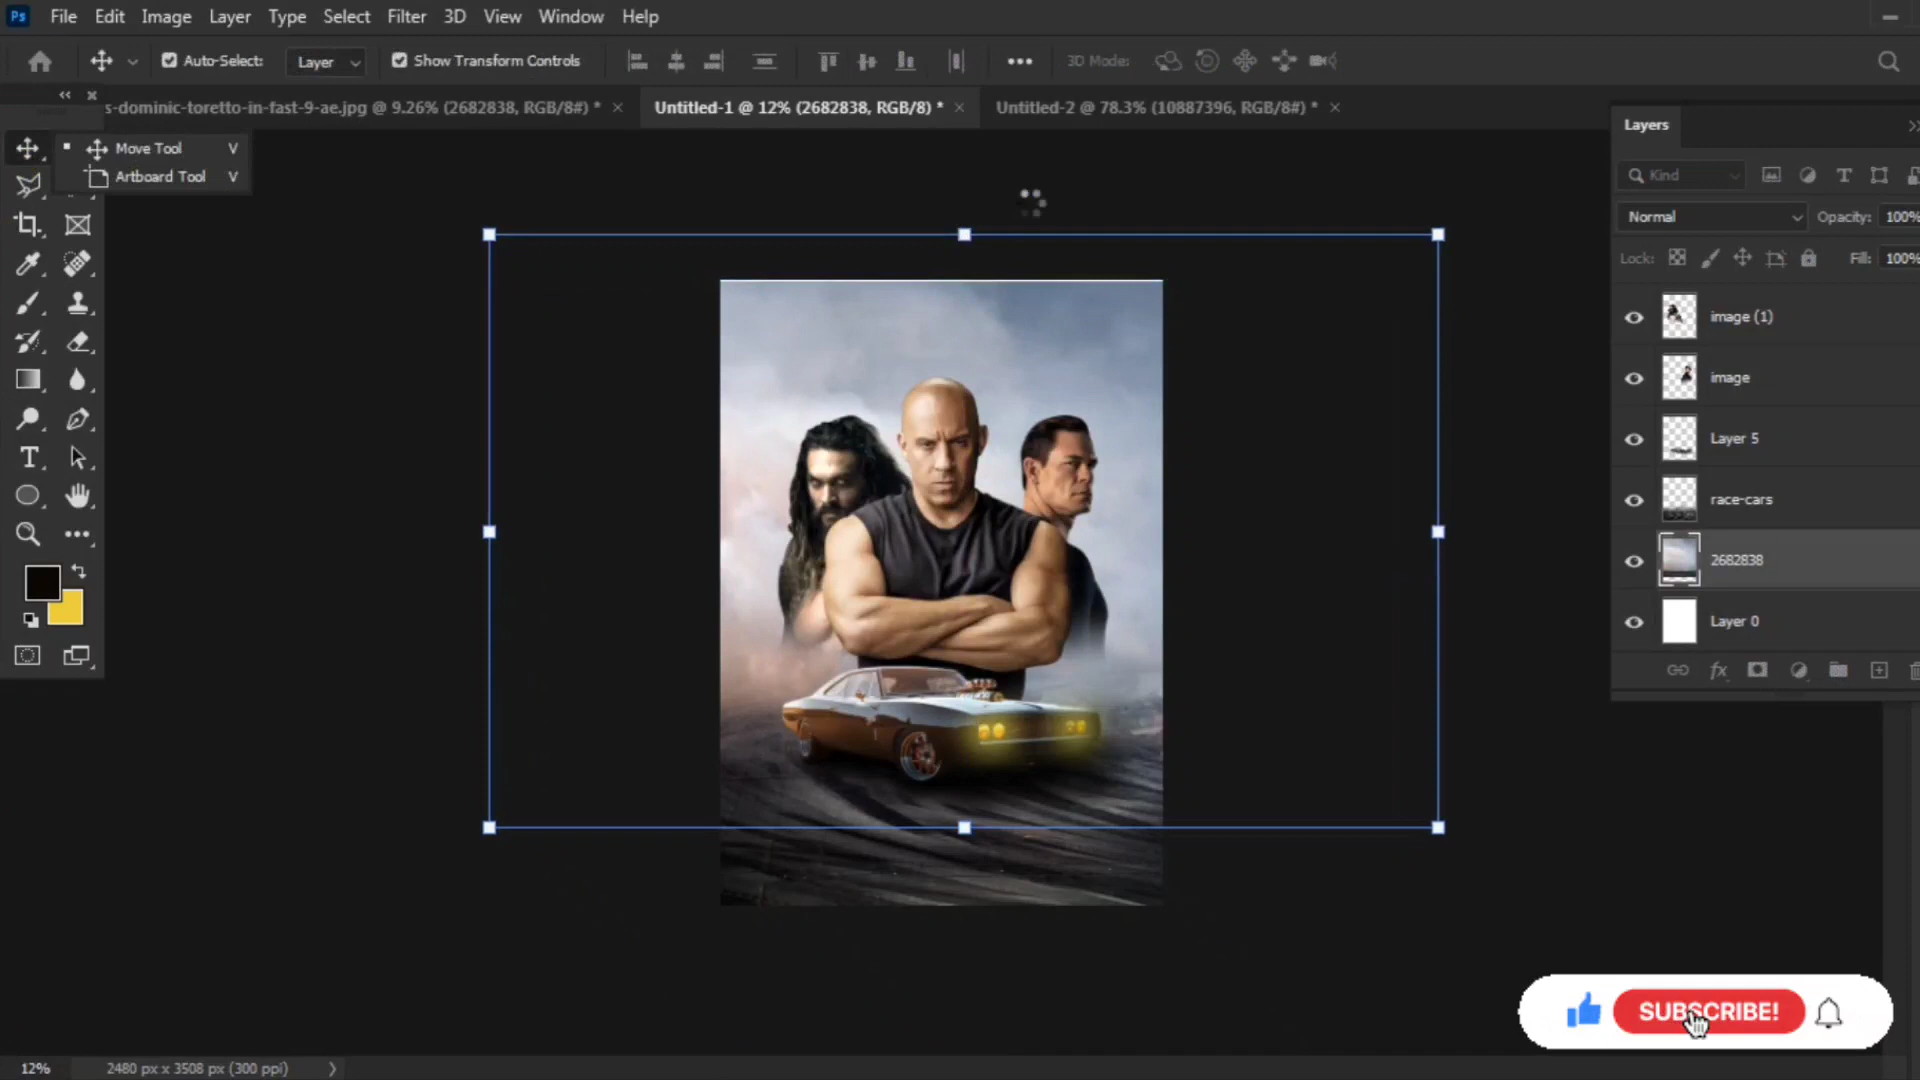 Ps File Edit Image Layer Type Select Filter 3D View Window Help
Auto-Select: Layer Show Transform Controls 3D Mode:
s-dominic-toretto-in-fast-9-ae.jpg @ 9.26% (2682838, RGB/8#) * Untitled-1 @ 12% (2682838, RGB/8) * Untitled-2 @ 78.3% (10887396, RGB/8#) *
Layers
Move Tool V
Artboard Tool V
Kind
Normal Opacity: 100%
Lock: Fill: 100%
image (1)
image
Layer 5
race-cars
2682838
Layer 0
SUBSCRIBE!
12% 2480 px x 3508 px (300 ppi)